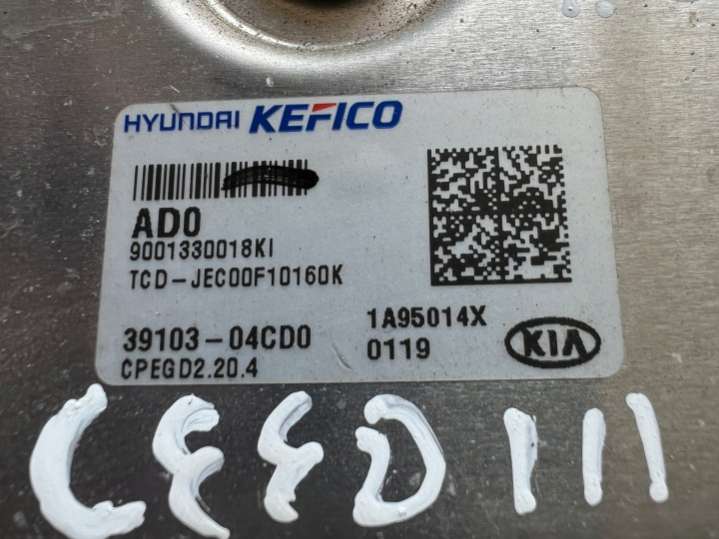 HYUNDAI KEFICO
AD0
9001330018KI
TCD-JEC00F10160K
39103-04CD0
CPEGD2.20.4
1A95014X
0119
KIA
CEED III